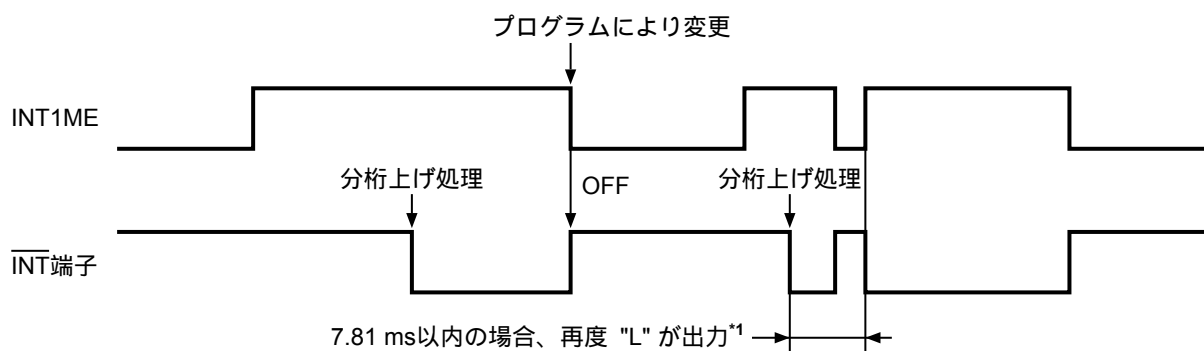 プログラムにより変更
INT1ME
分桁上げ処理
OFF
分桁上げ処理
INT端子
7.81 ms以内の場合、再度 "L" が出力*1